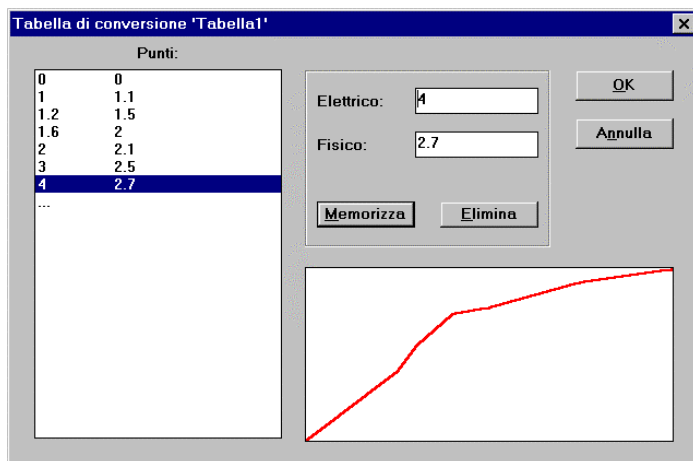 Tabella di conversione 'Tabella1'
Punti:
0 0
1 1.1
1.2 1.5
1.6 2
2 2.1
3 2.5
4 2.7
...
Elettrico: 4
Fisico: 2.7
Memorizza Elimina
OK
Annulla